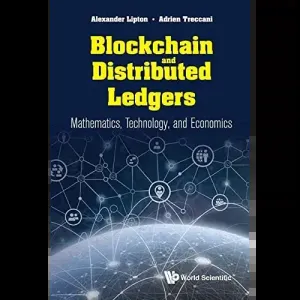 Alexander Lipton • Adrien Treccani
Blockchain
and
Distributed
Ledgers
Mathematics, Technology, and Economics
World Scientific